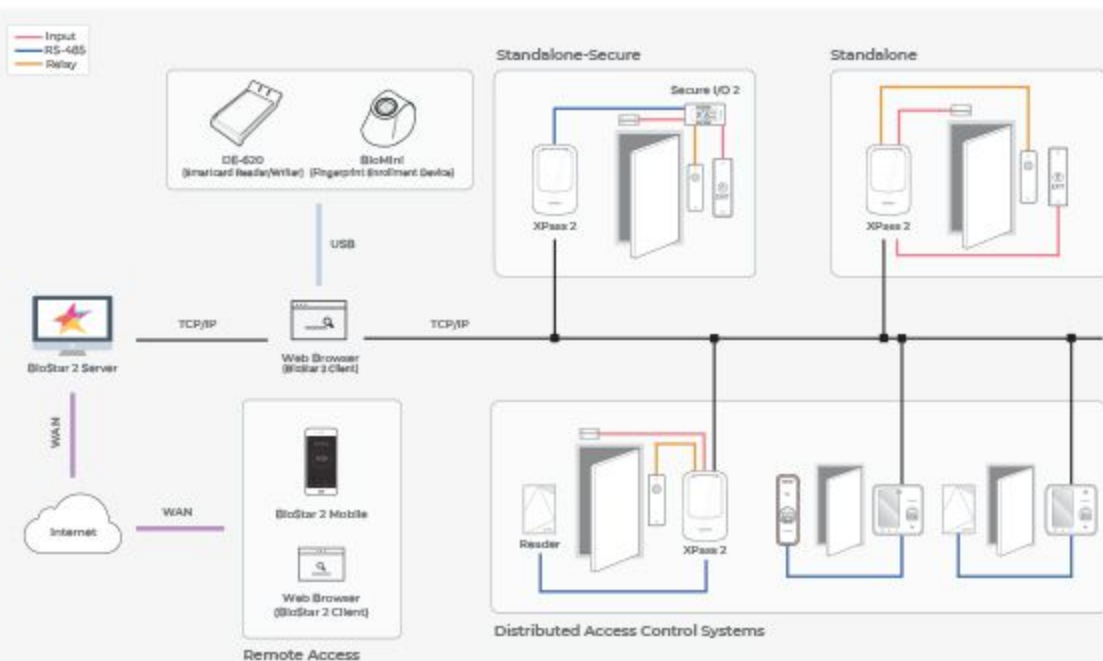 Input
RS-485
Relay
Standalone-Secure
Standalone
Secure I/O 2
DE-620
(Smartcard Reader/Writer)
BioMini
(Fingerprint Enrollment Device)
EXIT
EXIT
XPass 2
XPass 2
USB
TCP/IP
TCP/IP
BioStar 2 Server
Web Browser
(BioStar 2 Client)
WAN
Internet
WAN
BioStar 2 Mobile
Web Browser
(BioStar 2 Client)
Remote Access
Reader
XPass 2
Distributed Access Control Systems